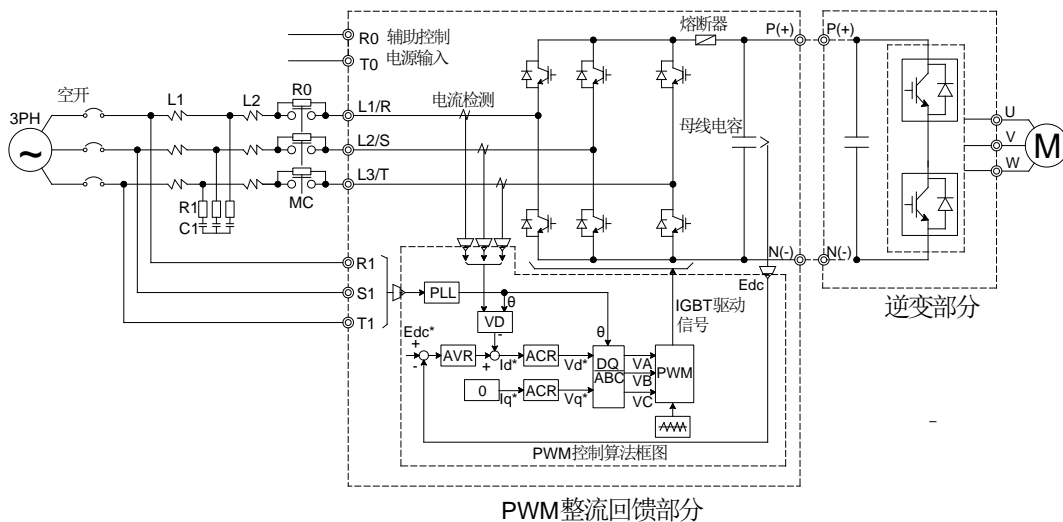 R0 辅助控制
T0 电源输入
熔断器
P(+)
P(+)
空开
3PH
~
L1
L2
R0
L1/R
电流检测
L2/S
L3/T
MC
R1
C1
母线电容
U
V
W
M
N(-)
N(-)
R1
S1
T1
PLL
θ
VD
-
Edc*
+
-
AVR
+
Id*
ACR
Vd*
0
Iq*
ACR
Vq*
θ
DQ
ABC
VA
VB
VC
PWM
IGBT驱动
信号
Edc
逆变部分
PWM控制算法框图
PWM整流回馈部分